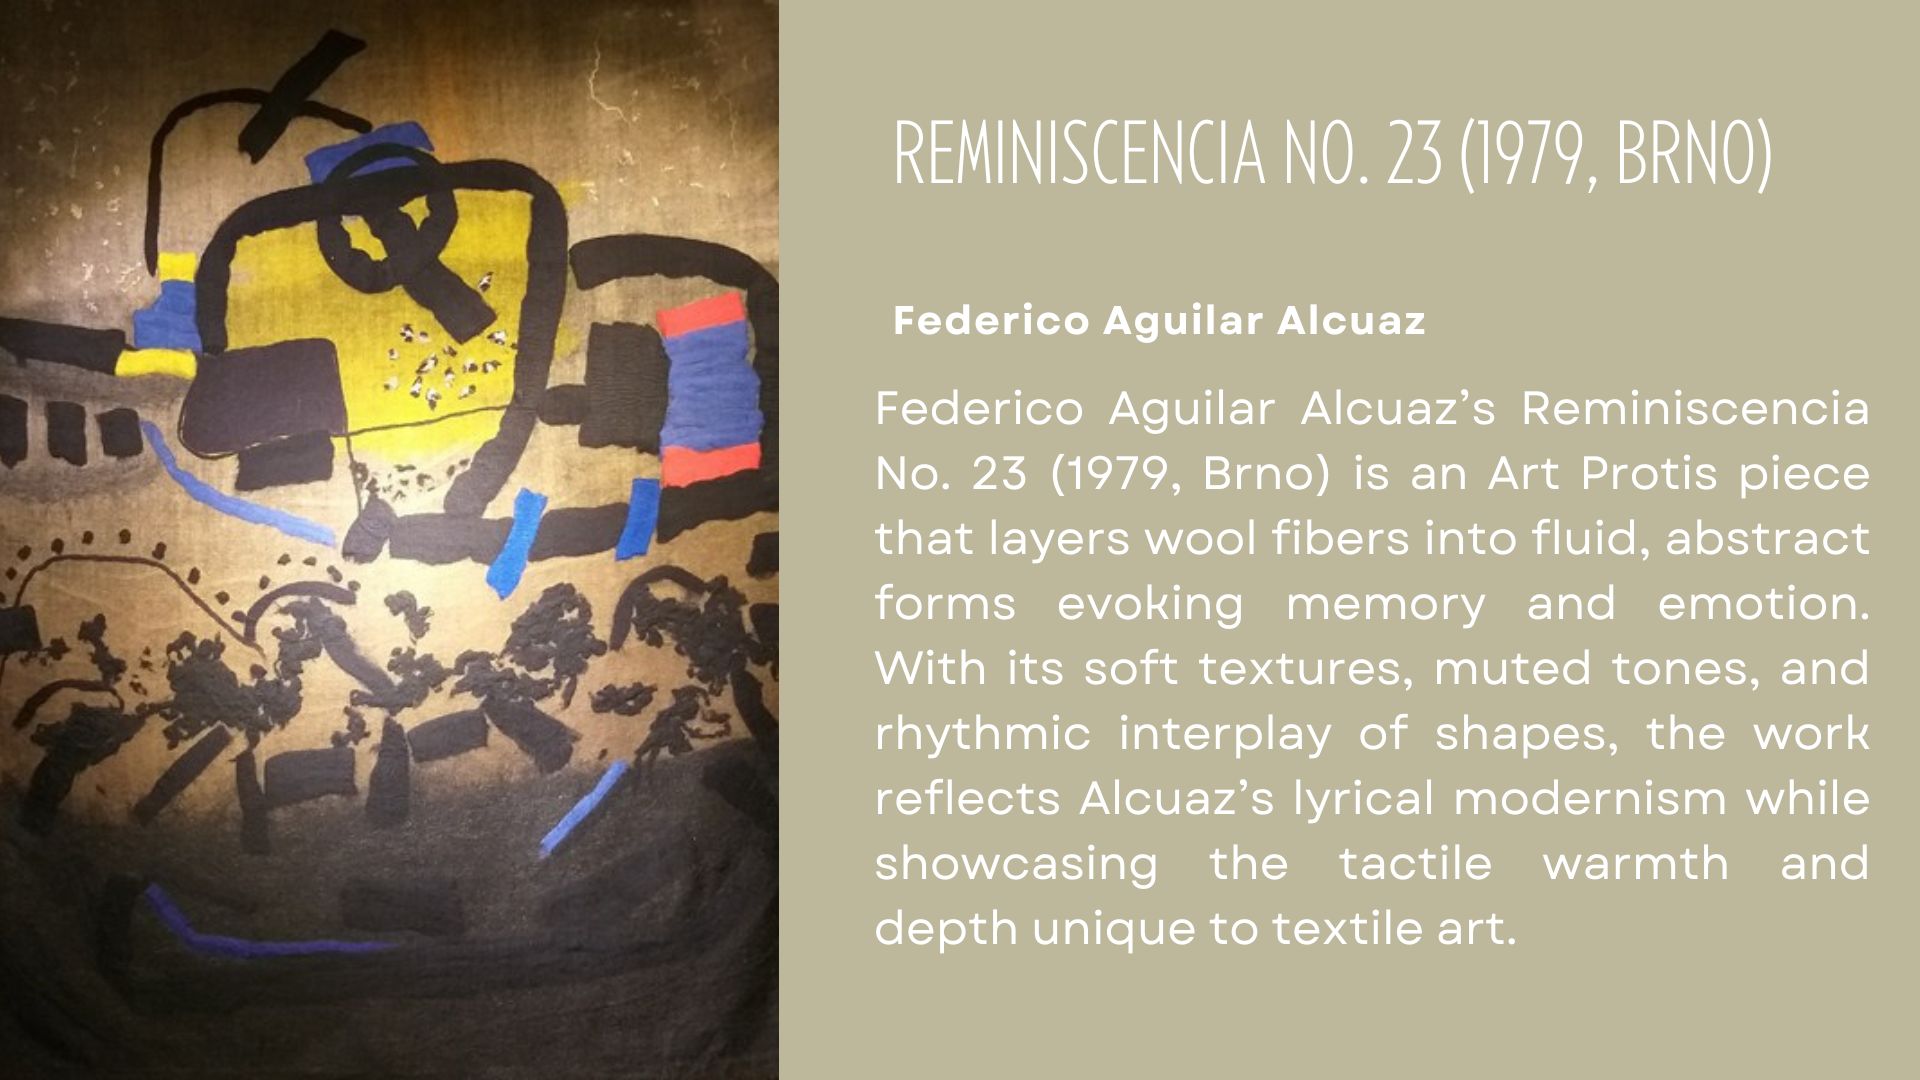 REMINISCENCIA NO. 23 (1979, BRNO)
Federico Aguilar Alcuaz
Federico Aguilar Alcuaz’s Reminiscencia
No. 23 (1979, Brno) is an Art Protis piece
that layers wool fibers into fluid, abstract
forms evoking memory and emotion.
With its soft textures, muted tones, and
rhythmic interplay of shapes, the work
reflects Alcuaz’s lyrical modernism while
showcasing the tactile warmth and
depth unique to textile art.